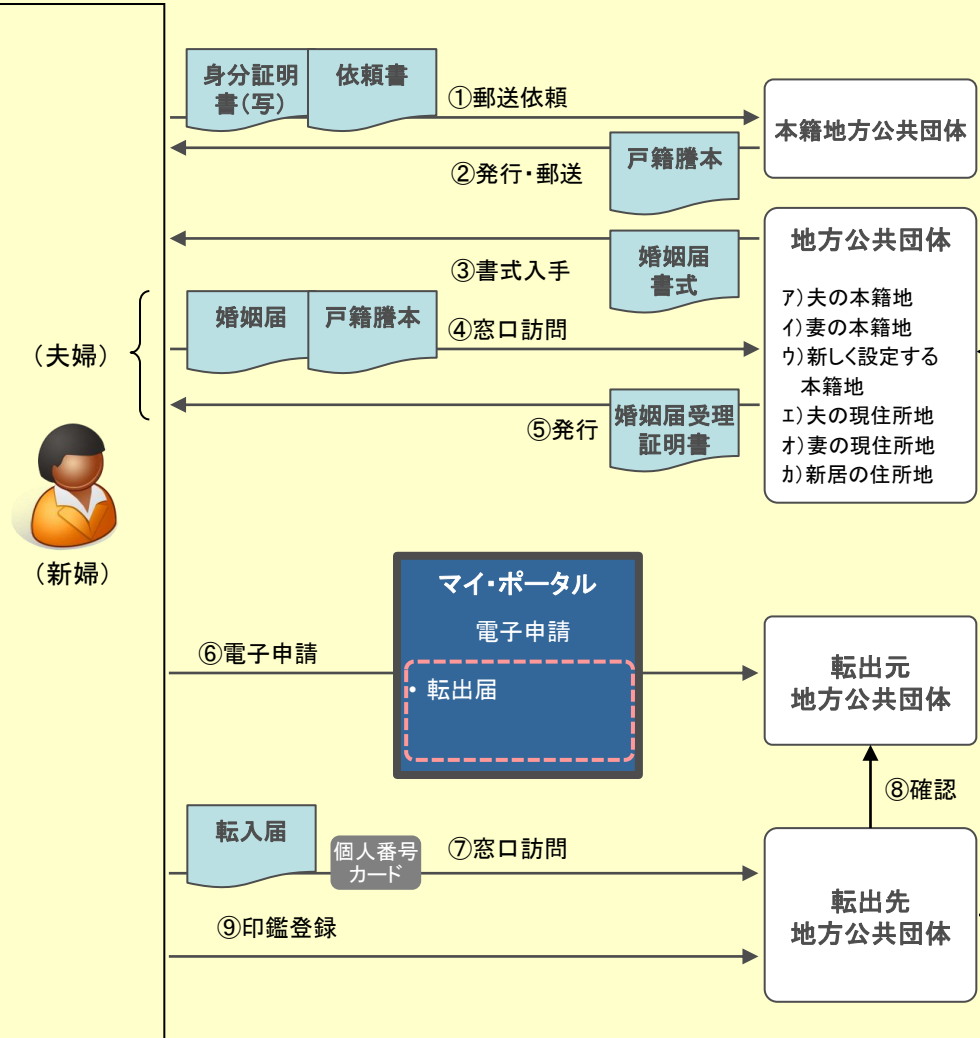 身分証明
書(写)
依頼書
①郵送依頼
本籍地方公共団体
②発行・郵送
戸籍謄本
③書式入手
婚姻届
書式
地方公共団体
ア)夫の本籍地
イ)妻の本籍地
ウ)新しく設定する
本籍地
エ)夫の現住所地
オ)妻の現住所地
カ)新居の住所地
(夫婦)
婚姻届
戸籍謄本
④窓口訪問
⑤発行
婚姻届受理
証明書
(新婦)
マイ・ポータル
電子申請
• 転出届
⑥電子申請
転出元
地方公共団体
⑧確認
転入届
個人番号
カード
⑦窓口訪問
転出先
地方公共団体
⑨印鑑登録